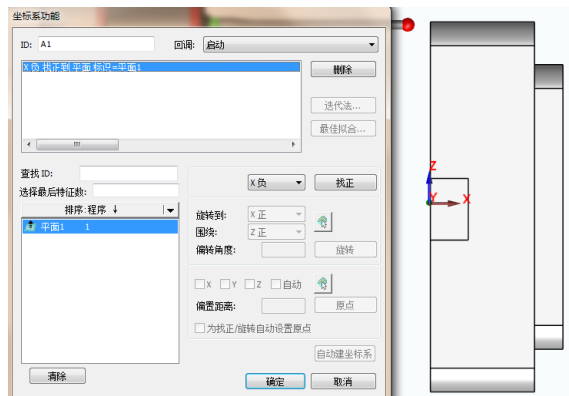 坐标系功能
ID: A1 回调: 启动
X 负 找正到 平面 标识=平面1
删除
迭代法...
最佳拟合...
查找 ID:
选择最后特征数:
X 负 找正
排序:程序 ↓
平面1 1
旋转到: X 正
围绕: Z 正
偏转角度: 旋转
X Y Z 自动
偏置距离: 原点
为找正/旋转自动设置原点
自动建坐标系
清除 确定 取消
Z
Y X